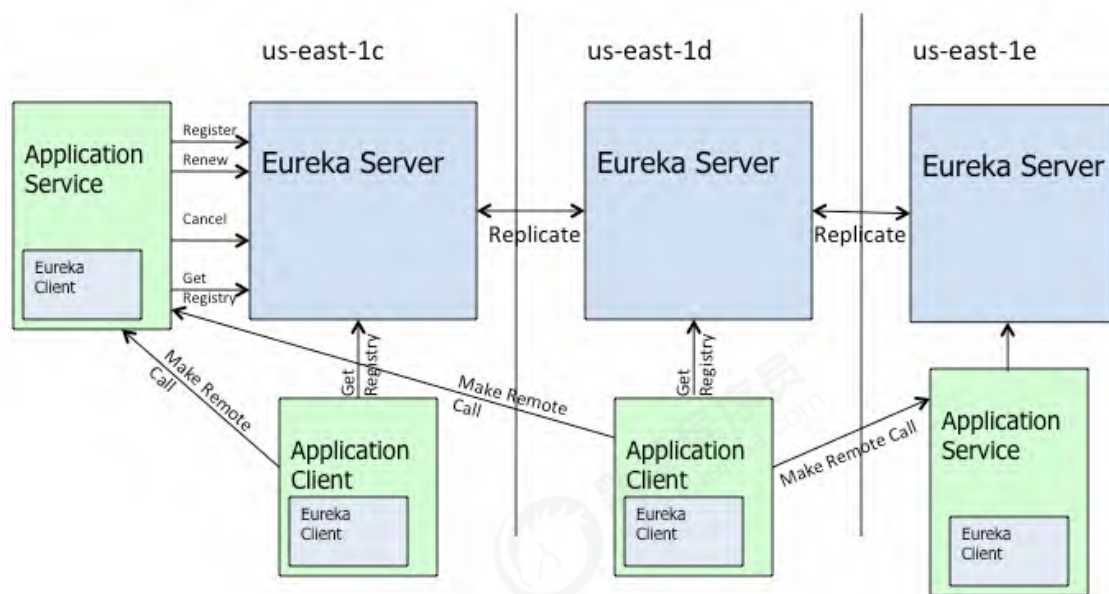 us-east-1c
us-east-1d
us-east-1e
Application
Service
Eureka
Client
Register
Renew
Cancel
Get
Registry
Eureka Server
Replicate
Eureka Server
Replicate
Eureka Server
Make Remote
Call
Get
Registry
Make Remote
Call
Get
Registry
Make Remote Call
Application
Client
Eureka
Client
Application
Client
Eureka
Client
Application
Service
Eureka
Client